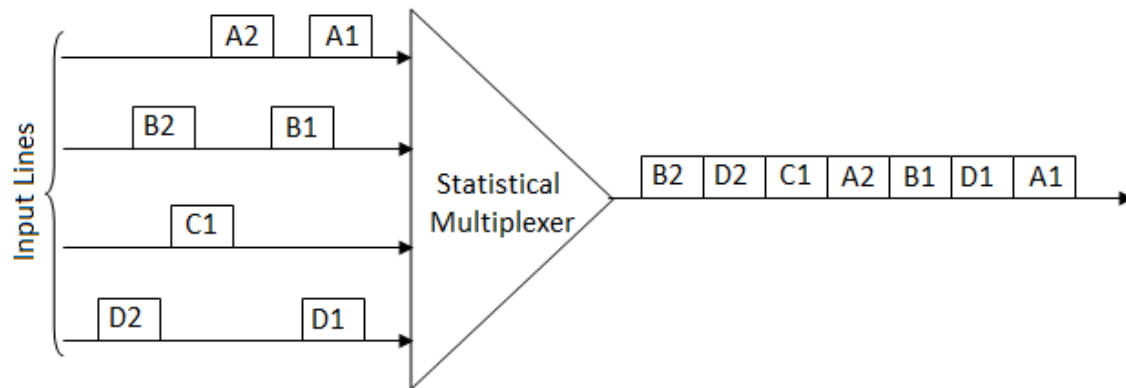 Input Lines
A2 A1
B2 B1
C1
D2 D1
Statistical
Multiplexer
B2 D2 C1 A2 B1 D1 A1